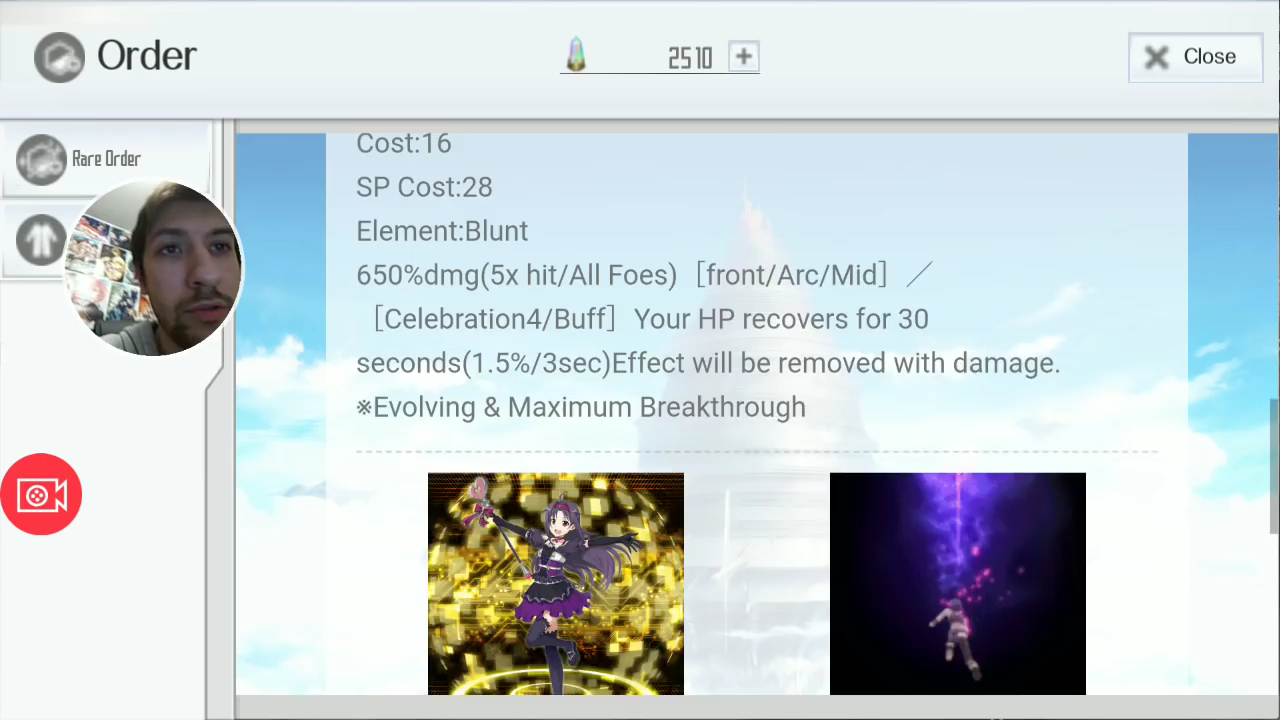 Order
2510
Close
Rare Order
Cost:16
SP Cost:28
Element:Blunt
650%dmg(5x hit/All Foes)［front/Arc/Mid］／
［Celebration4/Buff］Your HP recovers for 30
seconds(1.5%/3sec)Effect will be removed with damage.
※Evolving & Maximum Breakthrough